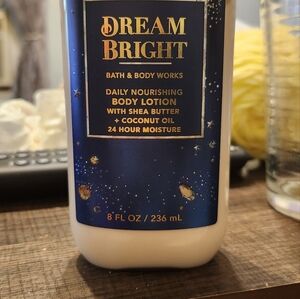 DREAM
BRIGHT
BATH & BODY WORKS
DAILY NOURISHING
BODY LOTION
WITH SHEA BUTTER
+ COCONUT OIL
24 HOUR MOISTURE
8 FL OZ / 236 mL